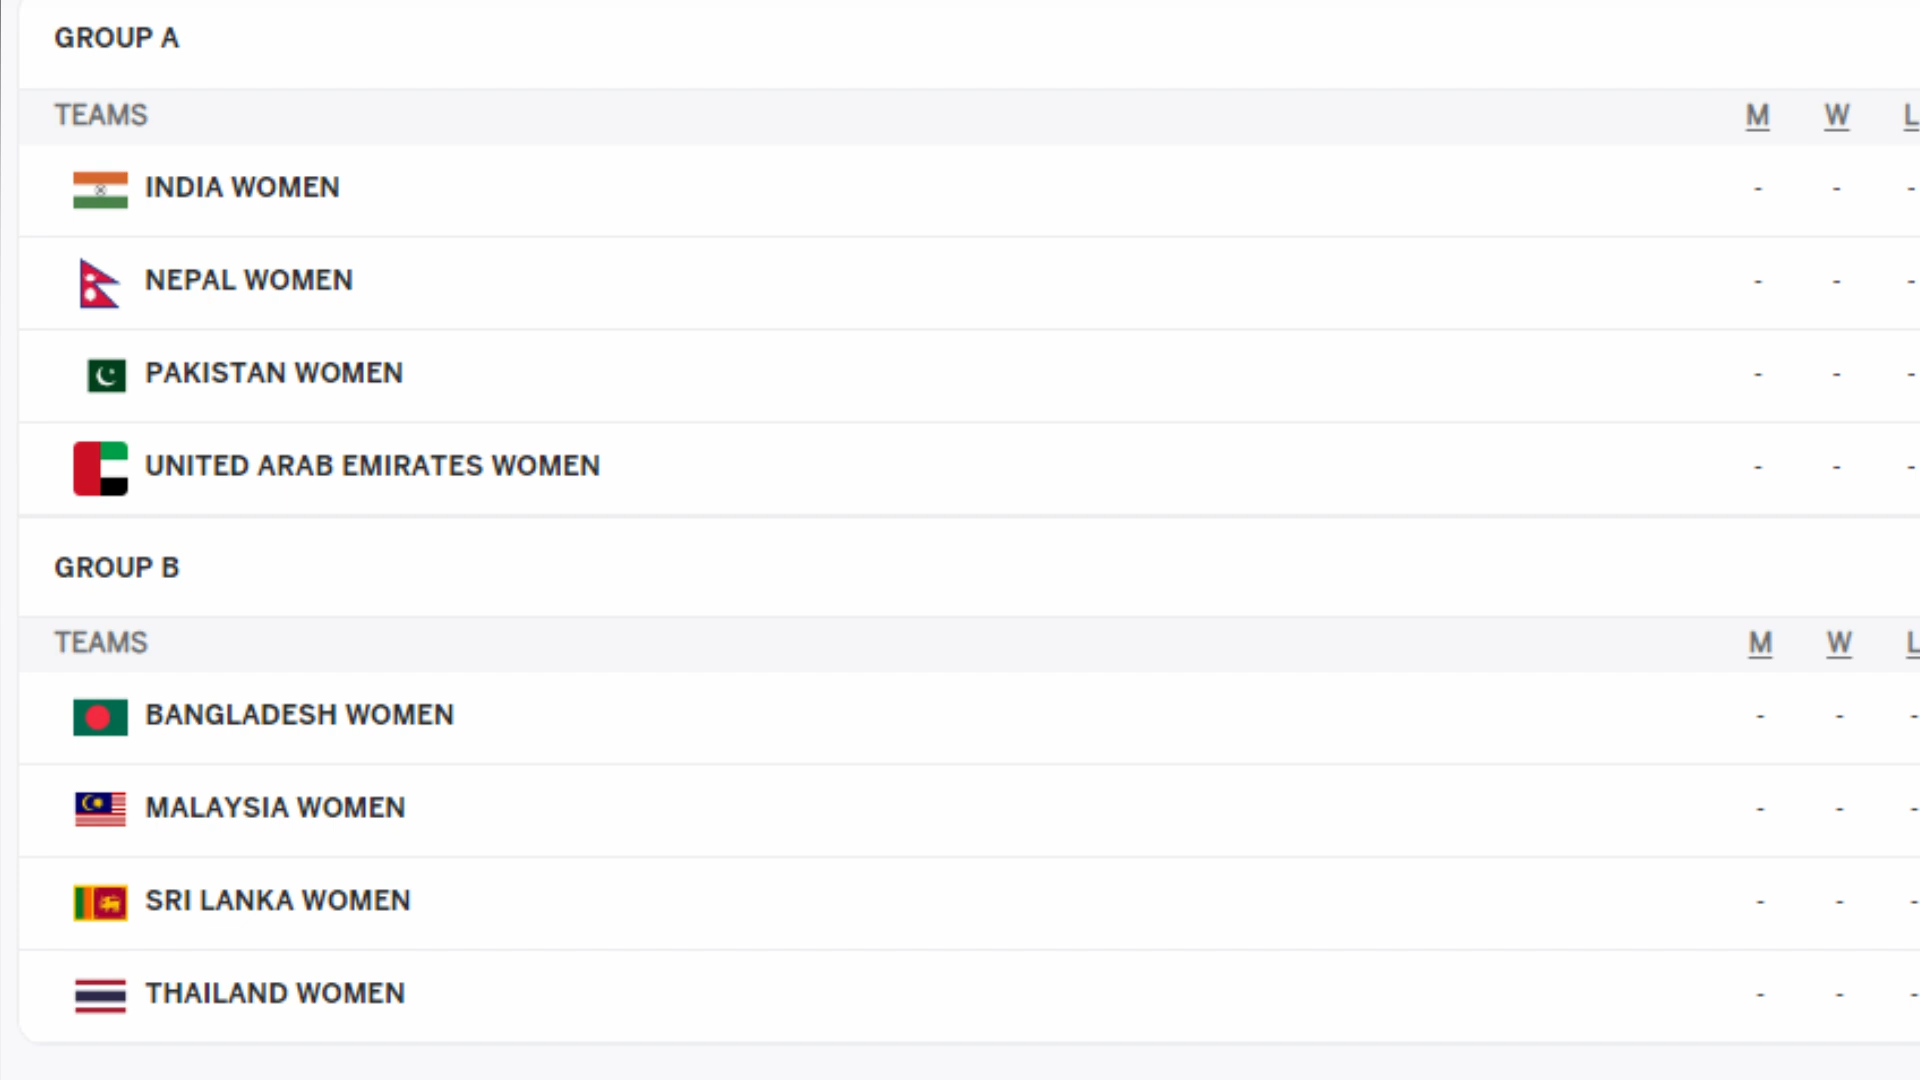 GROUP A
TEAMS M W L
INDIA WOMEN - - -
NEPAL WOMEN - - -
PAKISTAN WOMEN - - -
UNITED ARAB EMIRATES WOMEN - - -
GROUP B
TEAMS M W L
BANGLADESH WOMEN - - -
MALAYSIA WOMEN - - -
SRI LANKA WOMEN - - -
THAILAND WOMEN - - -